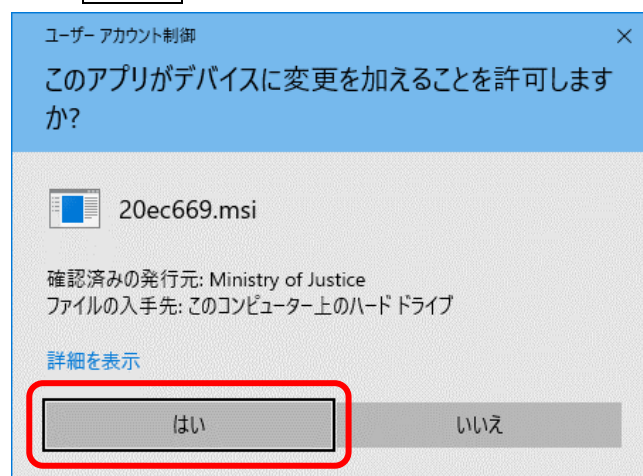 ユーザー アカウント制御
このアプリがデバイスに変更を加えることを許可します
か?
20ec669.msi
確認済みの発行元: Ministry of Justice
ファイルの入手先: このコンピューター上のハード ドライブ
詳細を表示
はい
いいえ